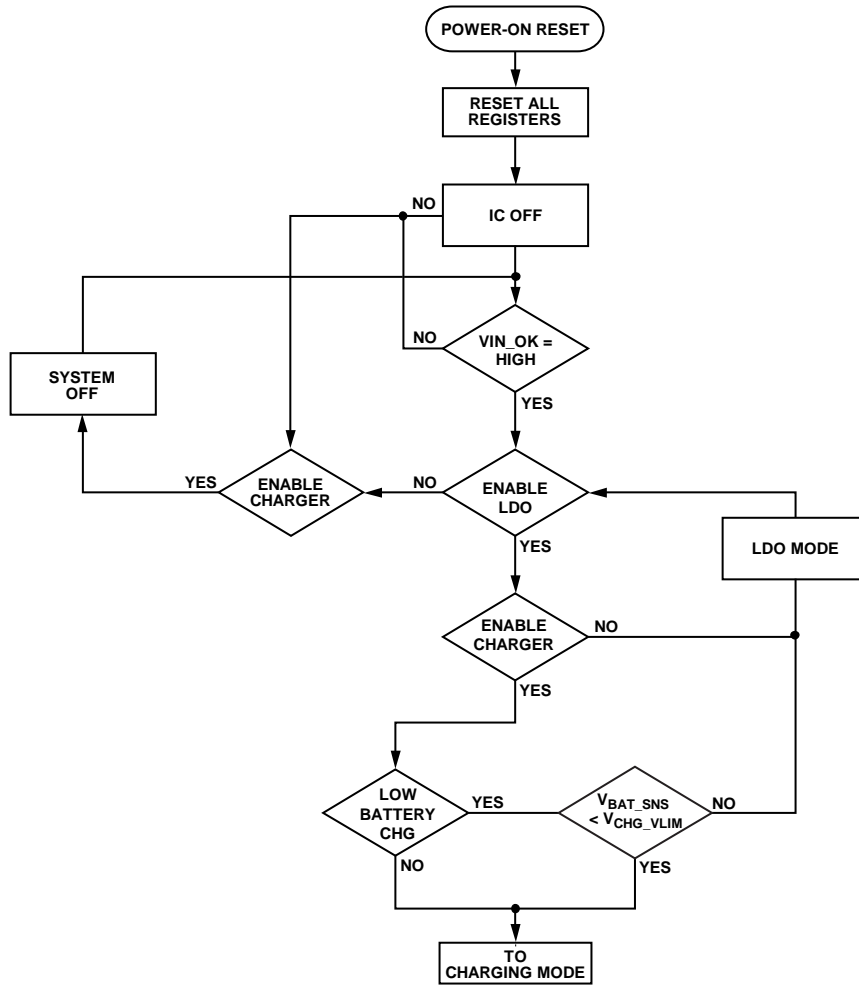 POWER-ON RESET
RESET ALL
REGISTERS
NO
IC OFF
NO
VIN_OK =
HIGH
SYSTEM
OFF
YES
YES
ENABLE
CHARGER
NO
ENABLE
LDO
LDO MODE
YES
ENABLE
CHARGER
NO
YES
LOW
BATTERY
CHG
YES
VBAT_SNS
< VCHG_VLIM
NO
NO
YES
TO
CHARGING MODE